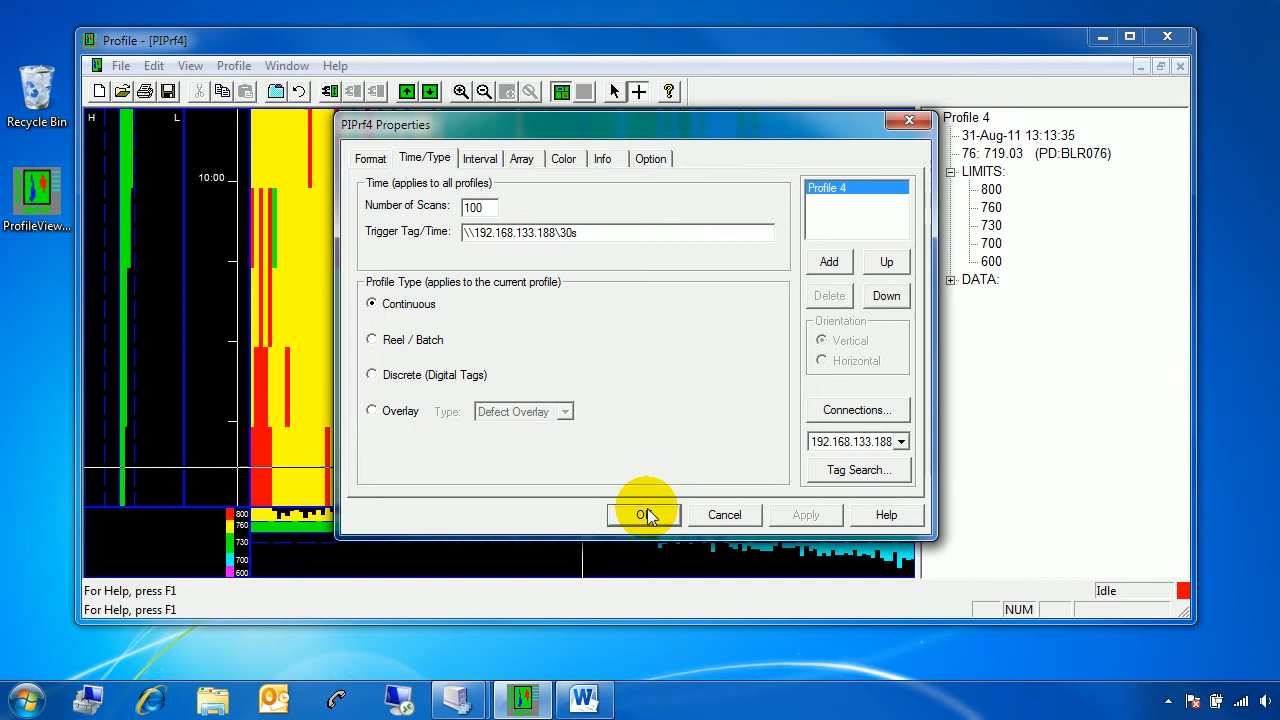 Recycle Bin
ProfileView...
Profile - [PIPrf4]
File Edit View Profile Window Help
H L
10:00
800
760
730
700
600
PIPrf4 Properties
Format Time/Type Interval Array Color Info Option
Time (applies to all profiles)
Number of Scans: 100
Trigger Tag/Time: \\192.168.133.188\30s
Profile Type (applies to the current profile)
Continuous
Reel / Batch
Discrete (Digital Tags)
Overlay Type: Defect Overlay
Profile 4
Add Up
Delete Down
Orientation
Vertical
Horizontal
Connections...
192.168.133.188
Tag Search...
OK Cancel Apply Help
Profile 4
31-Aug-11 13:13:35
76: 719.03 (PD:BLR076)
LIMITS:
800
760
730
700
600
DATA:
For Help, press F1
Idle
For Help, press F1
NUM